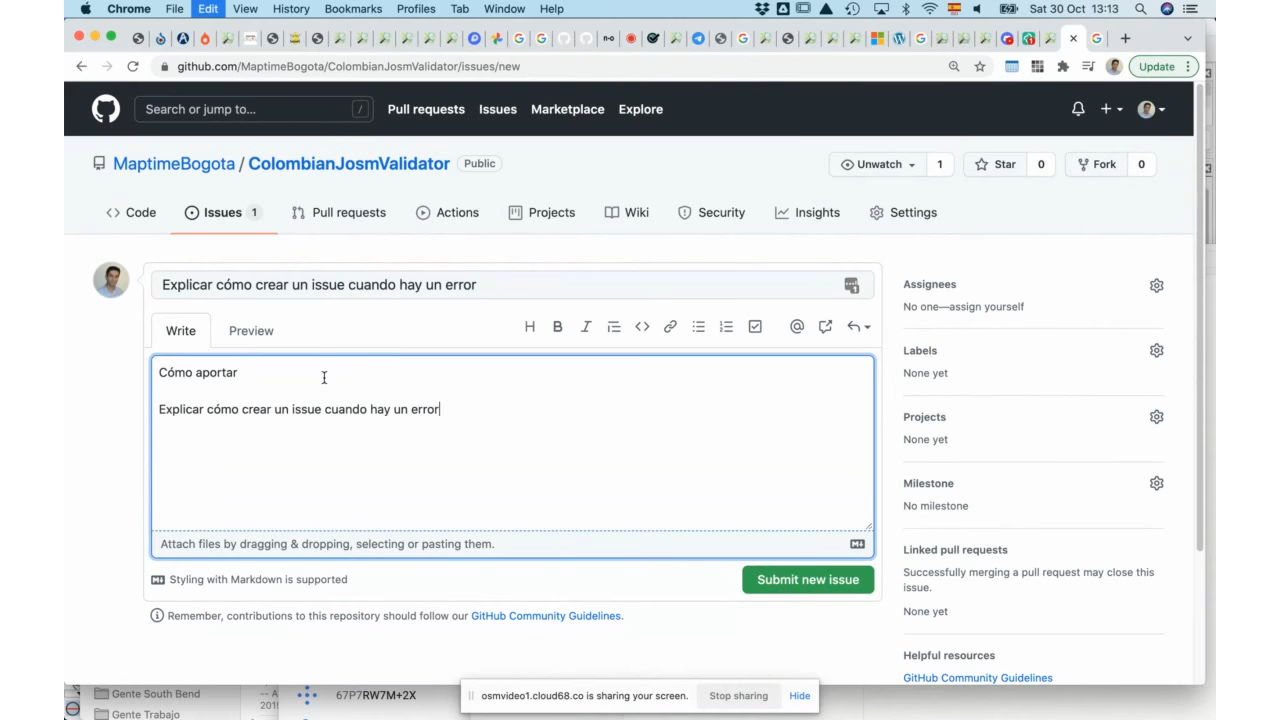 Chrome File Edit View History Bookmarks Profiles Tab Window Help Sat 30 Oct 13:13
github.com/MaptimeBogota/ColombianJosmValidator/issues/new Update
Search or jump to... / Pull requests Issues Marketplace Explore
MaptimeBogota / ColombianJosmValidator Public Unwatch 1 Star 0 Fork 0
Code Issues 1 Pull requests Actions Projects Wiki Security Insights Settings
Explicar cómo crear un issue cuando hay un error
Write Preview
Cómo aportar
Explicar cómo crear un issue cuando hay un error
Attach files by dragging & dropping, selecting or pasting them.
Styling with Markdown is supported
Submit new issue
Remember, contributions to this repository should follow our GitHub Community Guidelines.
Assignees
No one—assign yourself
Labels
None yet
Projects
None yet
Milestone
No milestone
Linked pull requests
Successfully merging a pull request may close this
issue.
None yet
Helpful resources
GitHub Community Guidelines
Gente South Bend
Gente Trabajo
67P7RW7M+2X
osmvideo1.cloud68.co is sharing your screen. Stop sharing Hide